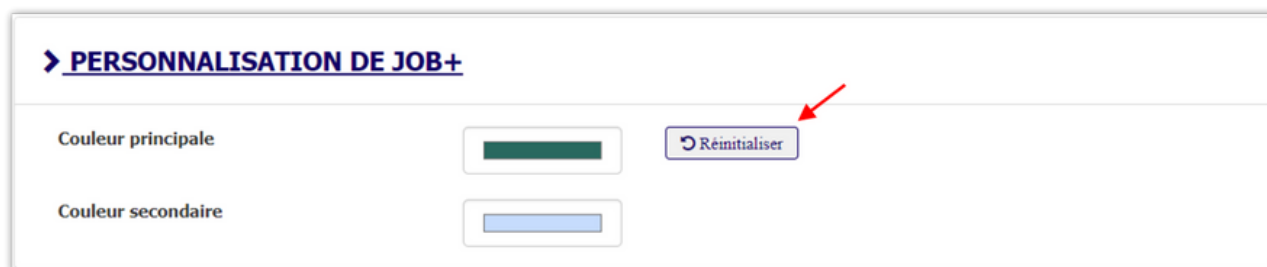 PERSONNALISATION DE JOB+
Couleur principale
Réinitialiser
Couleur secondaire